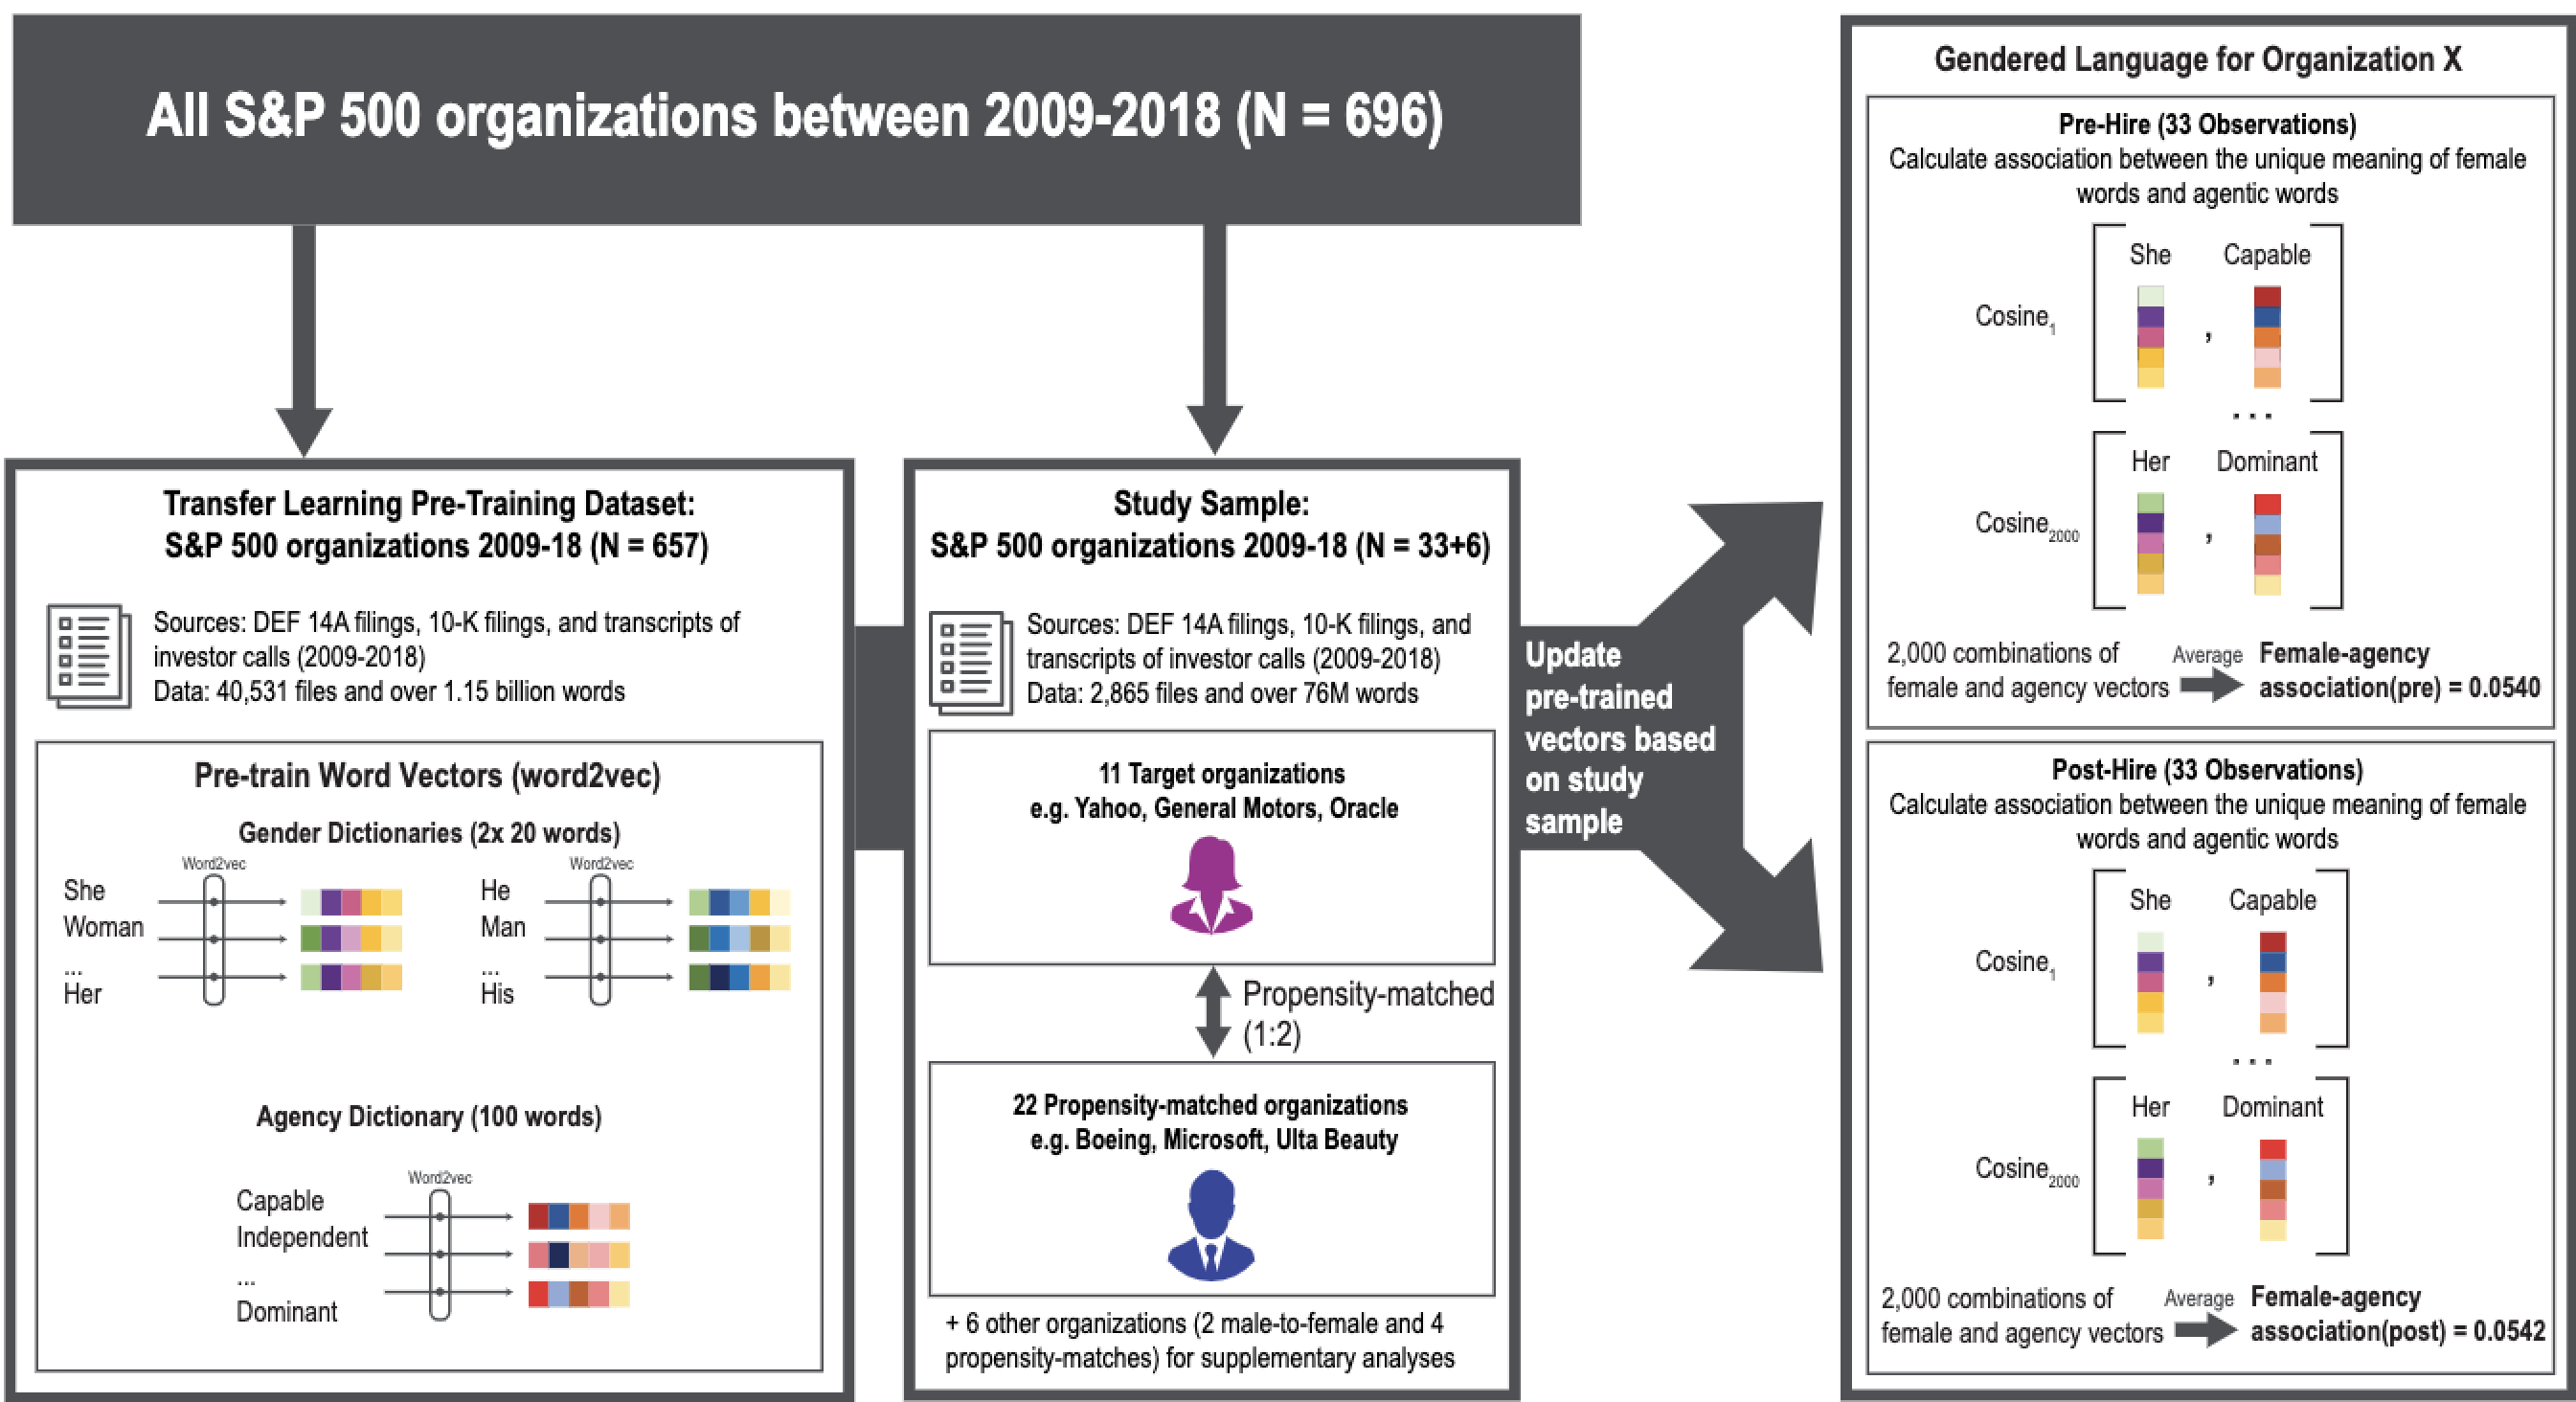 All S&P 500 organizations between 2009-2018 (N = 696)
Transfer Learning Pre-Training Dataset:
S&P 500 organizations 2009-18 (N = 657)
Sources: DEF 14A filings, 10-K filings, and transcripts of
investor calls (2009-2018)
Data: 40,531 files and over 1.15 billion words
Pre-train Word Vectors (word2vec)
Gender Dictionaries (2x 20 words)
Word2vec
She
Woman
...
Her
Word2vec
He
Man
...
His
Agency Dictionary (100 words)
Word2vec
Capable
Independent
...
Dominant
Study Sample:
S&P 500 organizations 2009-18 (N = 33+6)
Sources: DEF 14A filings, 10-K filings, and
transcripts of investor calls (2009-2018)
Data: 2,865 files and over 76M words
11 Target organizations
e.g. Yahoo, General Motors, Oracle
Propensity-matched
(1:2)
22 Propensity-matched organizations
e.g. Boeing, Microsoft, Ulta Beauty
+ 6 other organizations (2 male-to-female and 4
propensity-matches) for supplementary analyses
Update
pre-trained
vectors based
on study
sample
Gendered Language for Organization X
Pre-Hire (33 Observations)
Calculate association between the unique meaning of female
words and agentic words
She Capable
Cosine1 ,
...
Her Dominant
Cosine2000 ,
2,000 combinations of
female and agency vectors
Average
Female-agency
association(pre) = 0.0540
Post-Hire (33 Observations)
Calculate association between the unique meaning of female
words and agentic words
She Capable
Cosine1 ,
...
Her Dominant
Cosine2000 ,
2,000 combinations of
female and agency vectors
Average
Female-agency
association(post) = 0.0542